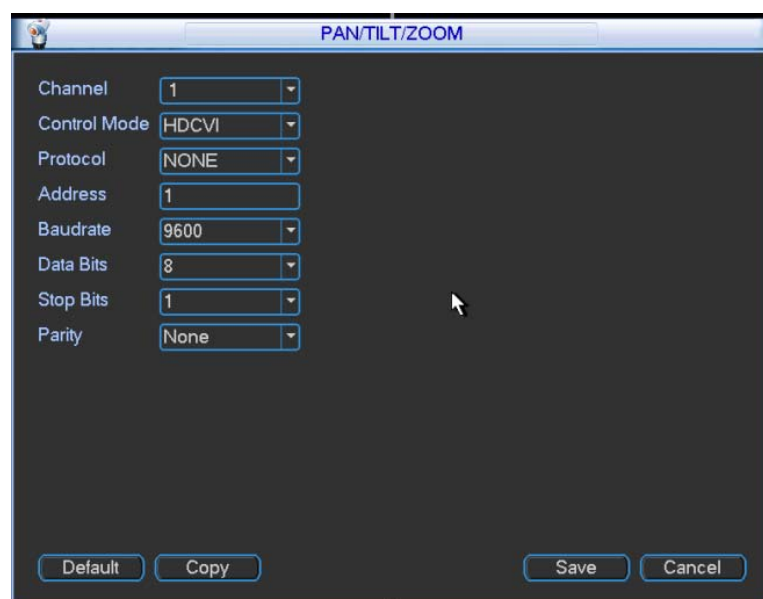 PAN/TILT/ZOOM
Channel 1
Control Mode HDCVI
Protocol NONE
Address 1
Baudrate 9600
Data Bits 8
Stop Bits 1
Parity None
Default Copy Save Cancel